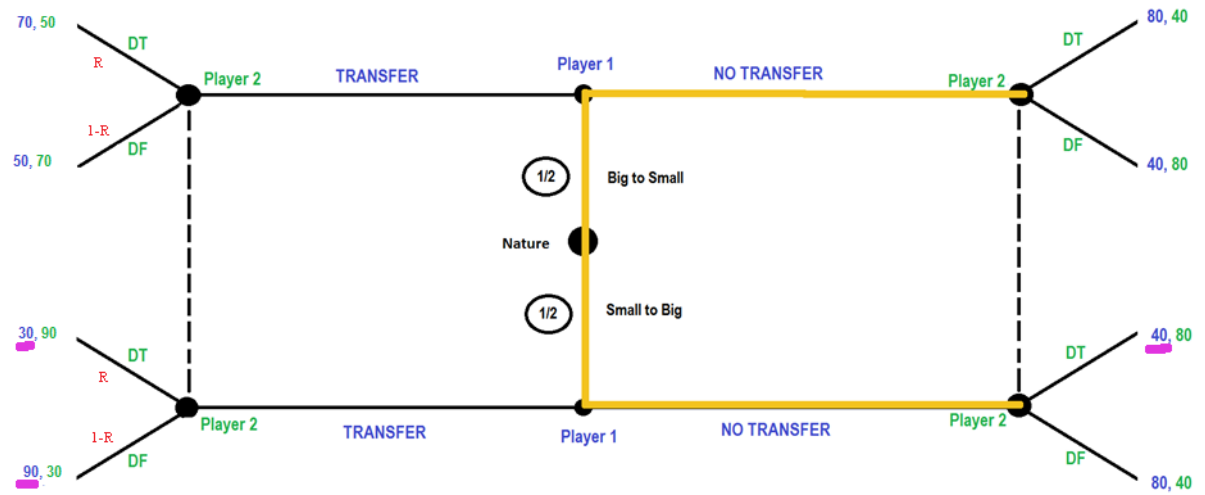 70, 50
DT
R
Player 2
TRANSFER
Player 1
NO TRANSFER
Player 2
DT
80, 40
1-R
DF
50, 70
DF
40, 80
1/2
Big to Small
Nature
1/2
Small to Big
30, 90
DT
R
Player 2
TRANSFER
Player 1
NO TRANSFER
Player 2
DT
40, 80
1-R
DF
90, 30
DF
80, 40